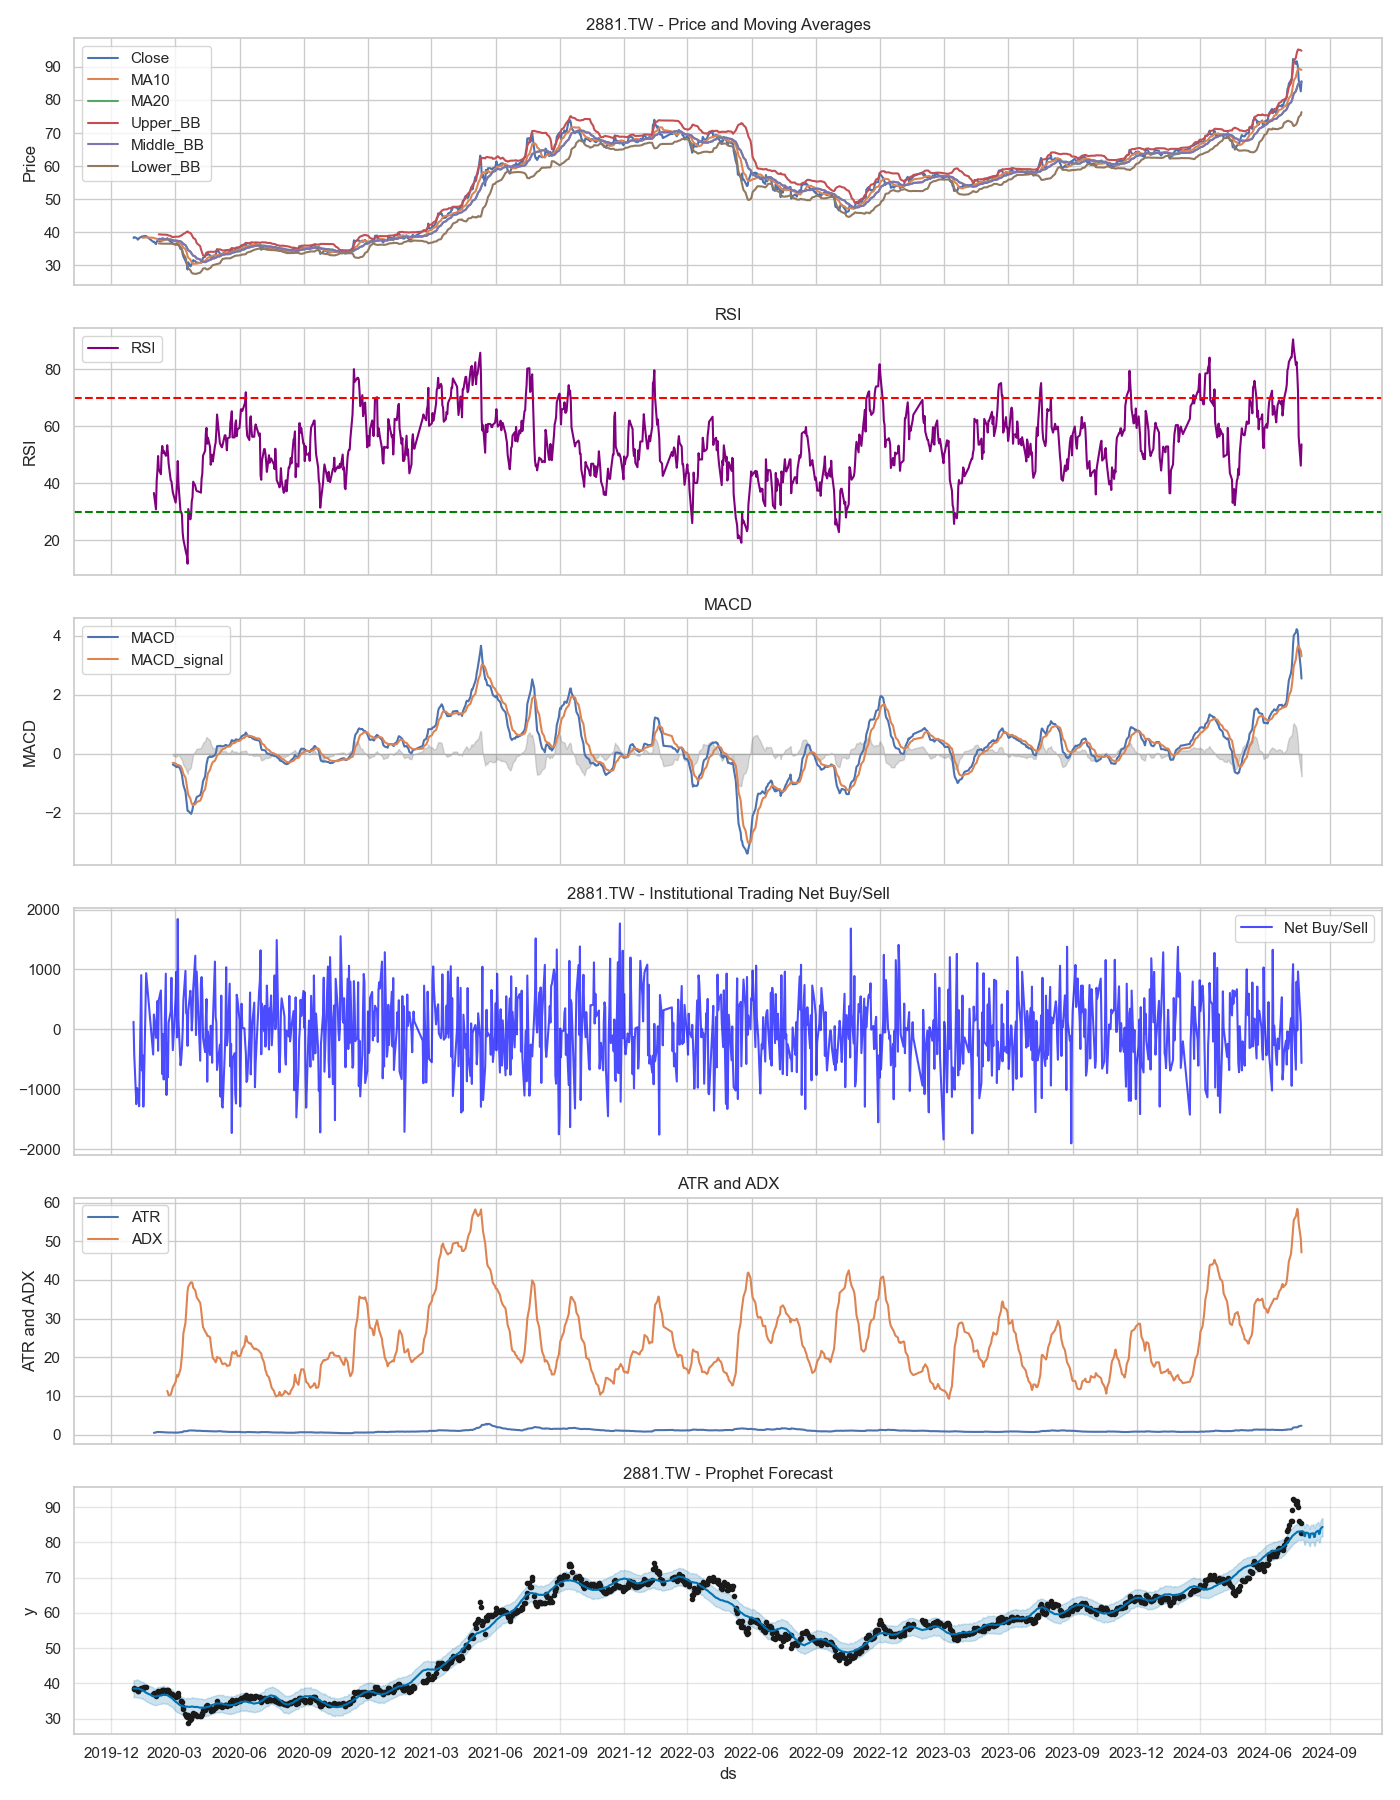 2881.TW - Price and Moving Averages
Close
MA10
MA20
Upper_BB
Middle_BB
Lower_BB
Price
90
80
70
60
50
40
30
RSI
RSI
RSI
80
60
40
20
MACD
MACD
MACD_signal
MACD
4
2
0
−2
2881.TW - Institutional Trading Net Buy/Sell
Net Buy/Sell
2000
1000
0
−1000
−2000
ATR and ADX
ATR
ADX
ATR and ADX
60
50
40
30
20
10
0
2881.TW - Prophet Forecast
y
90
80
70
60
50
40
30
2019-12 2020-03 2020-06 2020-09 2020-12 2021-03 2021-06 2021-09 2021-12 2022-03 2022-06 2022-09 2022-12 2023-03 2023-06 2023-09 2023-12 2024-03 2024-06 2024-09
ds